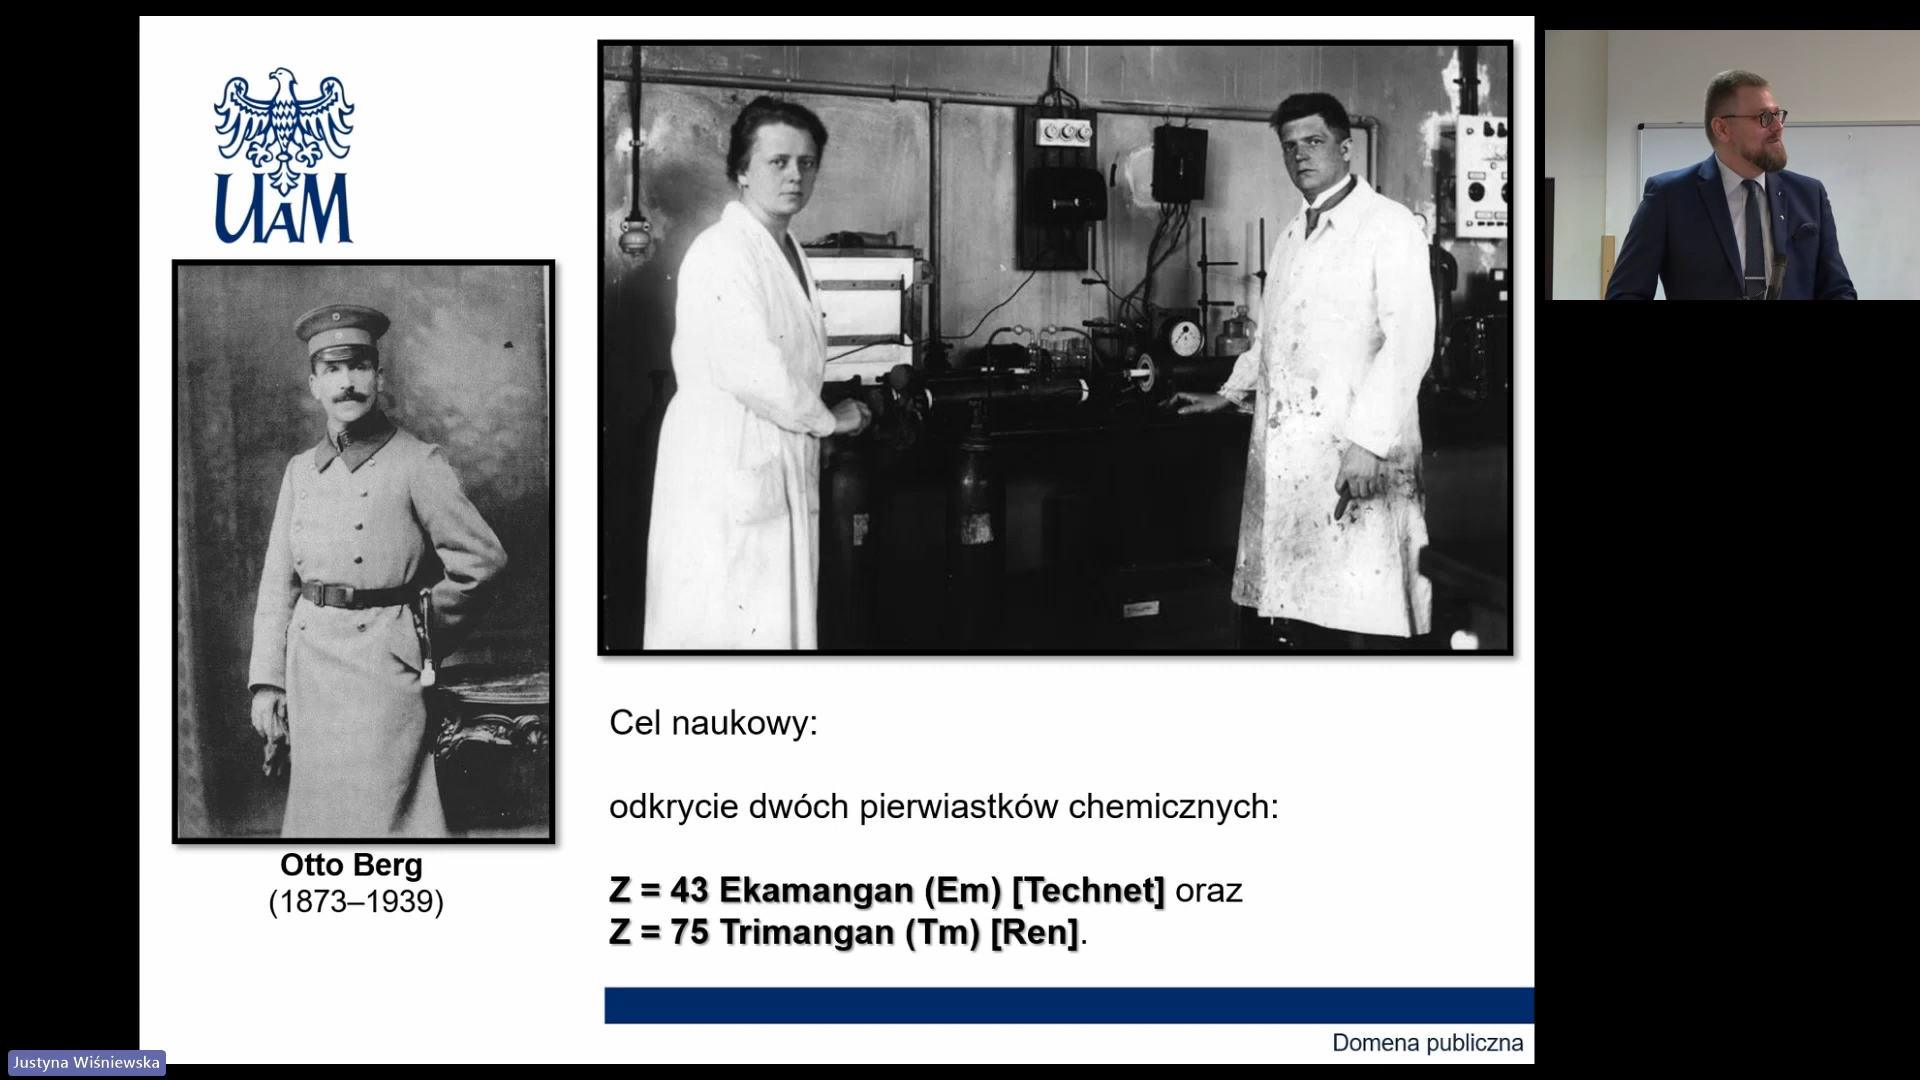 UAM
Otto Berg
(1873–1939)
Cel naukowy:
odkrycie dwóch pierwiastków chemicznych:
Z = 43 Ekamangan (Em) [Technet] oraz
Z = 75 Trimangan (Tm) [Ren].
Domena publiczna
Justyna Wiśniewska